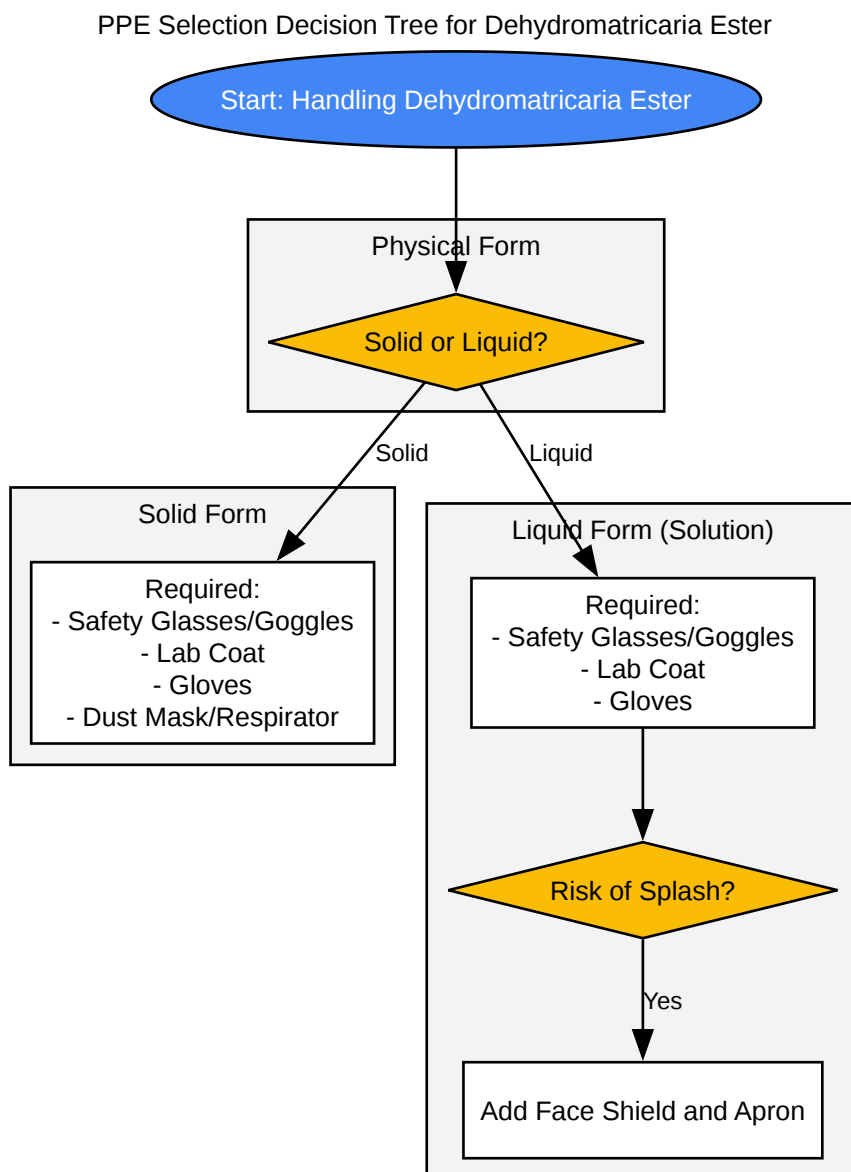 PPE Selection Decision Tree for Dehydromatricaria Ester
Start: Handling Dehydromatricaria Ester
Physical Form
Solid or Liquid?
Solid
Liquid
Solid Form
Required:
- Safety Glasses/Goggles
- Lab Coat
- Gloves
- Dust Mask/Respirator
Liquid Form (Solution)
Required:
- Safety Glasses/Goggles
- Lab Coat
- Gloves
Risk of Splash?
Yes
Add Face Shield and Apron